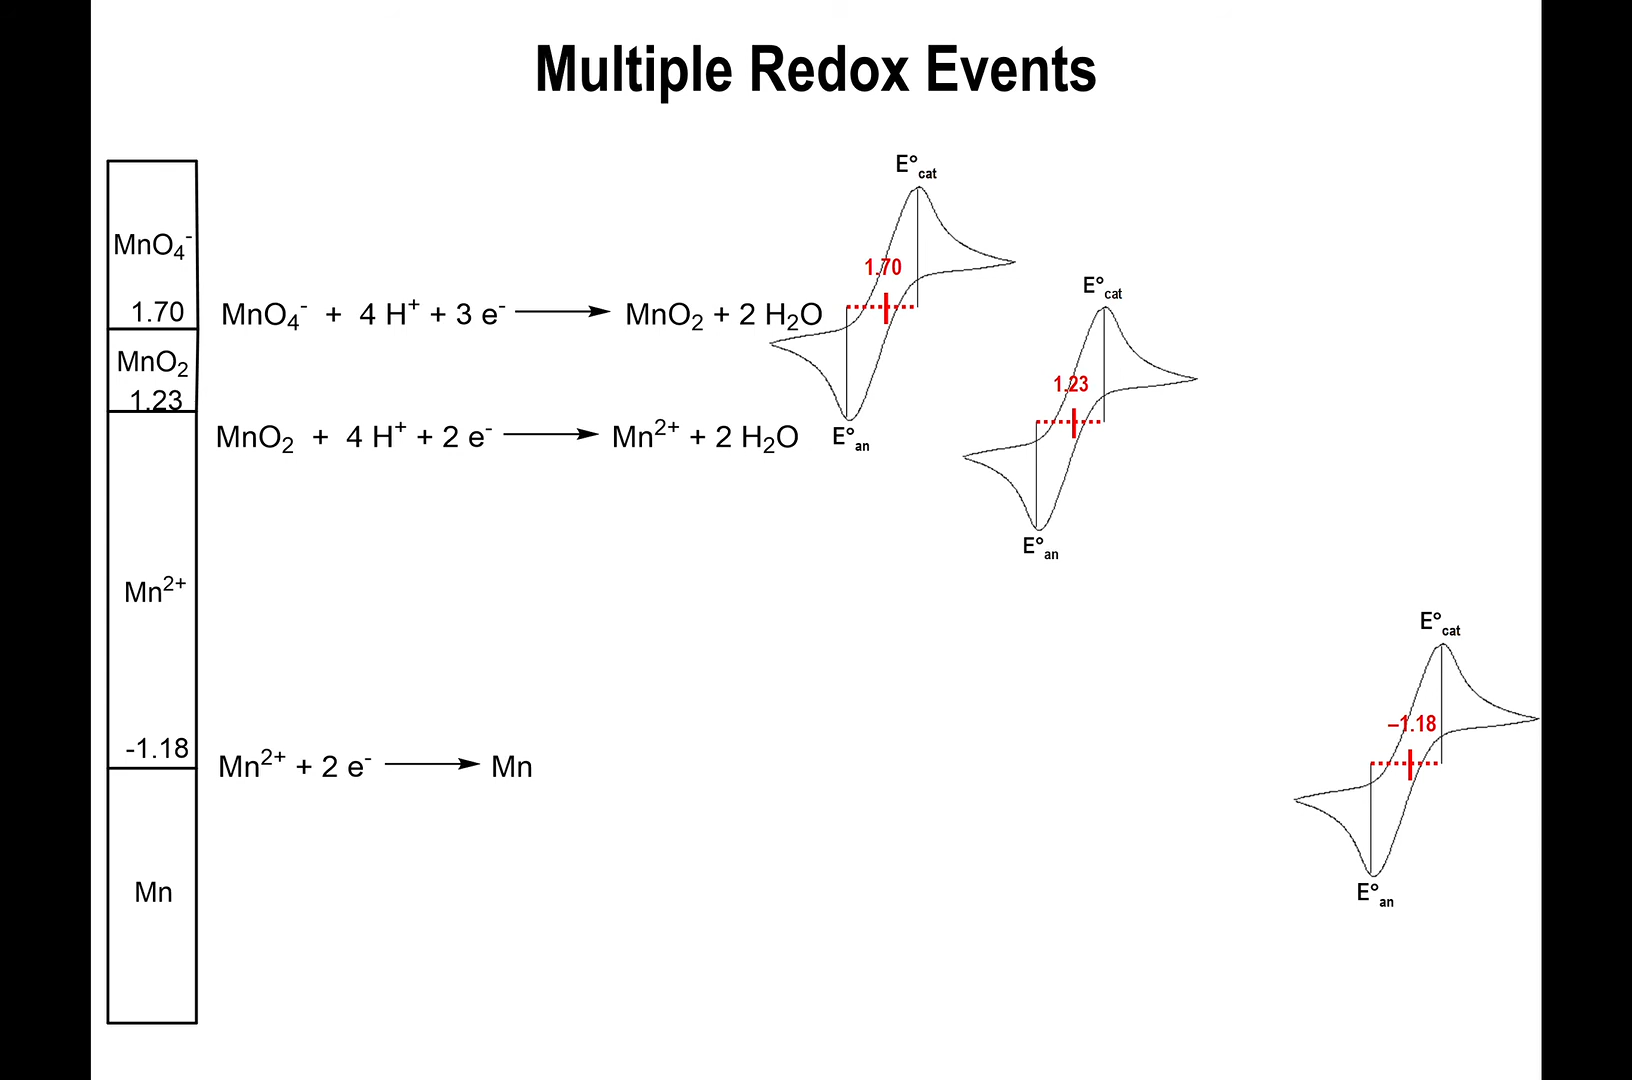 Multiple Redox Events
E°cat
MnO₄⁻
1.70
1.70
MnO₄⁻ + 4 H⁺ + 3 e⁻ ⟶ MnO₂ + 2 H₂O
E°cat
MnO₂
1.23
1.23
MnO₂ + 4 H⁺ + 2 e⁻ ⟶ Mn²⁺ + 2 H₂O
E°an
E°an
Mn²⁺
E°cat
–1.18
-1.18
Mn²⁺ + 2 e⁻ ⟶ Mn
Mn
E°an